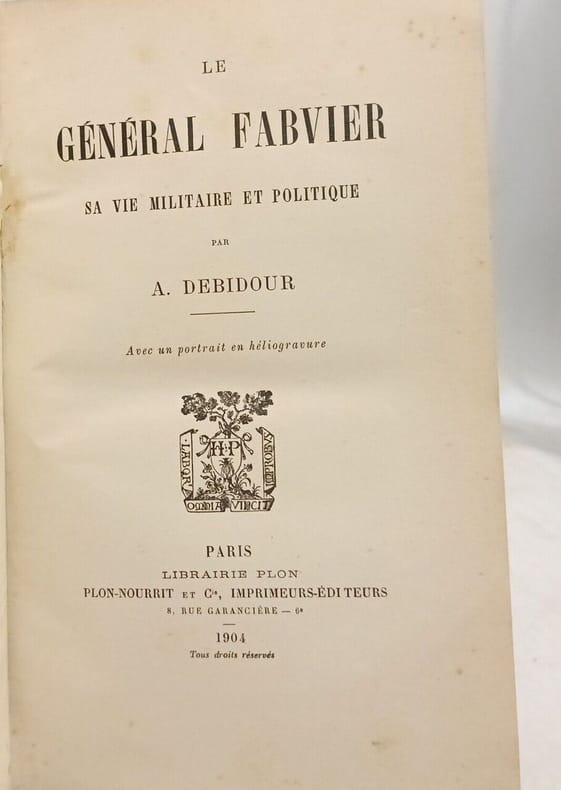 LE
GÉNÉRAL FABVIER
SA VIE MILITAIRE ET POLITIQUE
PAR
A. DEBIDOUR
Avec un portrait en héliogravure
H P
LABOR
IMPROBVS
OMNIA VINCIT
PARIS
LIBRAIRIE PLON
PLON-NOURRIT ET Cie, IMPRIMEURS-ÉDITEURS
8, RUE GARANCIÈRE — 6e
1904
Tous droits réservés